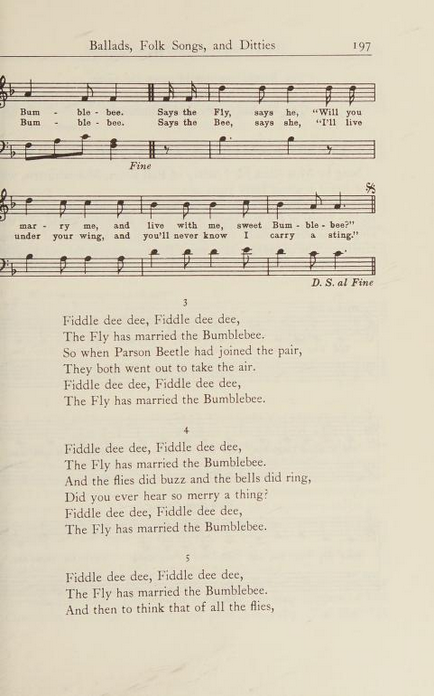 Ballads, Folk Songs, and Ditties 197
Bum - ble - bee. Says the Fly, says he, "Will you
Bum - ble - bee. Says the Bee, says she, "I'll live
Fine
mar - ry me, and live with me, sweet Bum - ble - bee?"
under your wing, and you'll never know I carry a sting."
D. S. al Fine
3
Fiddle dee dee, Fiddle dee dee,
The Fly has married the Bumblebee.
So when Parson Beetle had joined the pair,
They both went out to take the air.
Fiddle dee dee, Fiddle dee dee,
The Fly has married the Bumblebee.
4
Fiddle dee dee, Fiddle dee dee,
The Fly has married the Bumblebee.
And the flies did buzz and the bells did ring,
Did you ever hear so merry a thing?
Fiddle dee dee, Fiddle dee dee,
The Fly has married the Bumblebee.
5
Fiddle dee dee, Fiddle dee dee,
The Fly has married the Bumblebee.
And then to think that of all the flies,